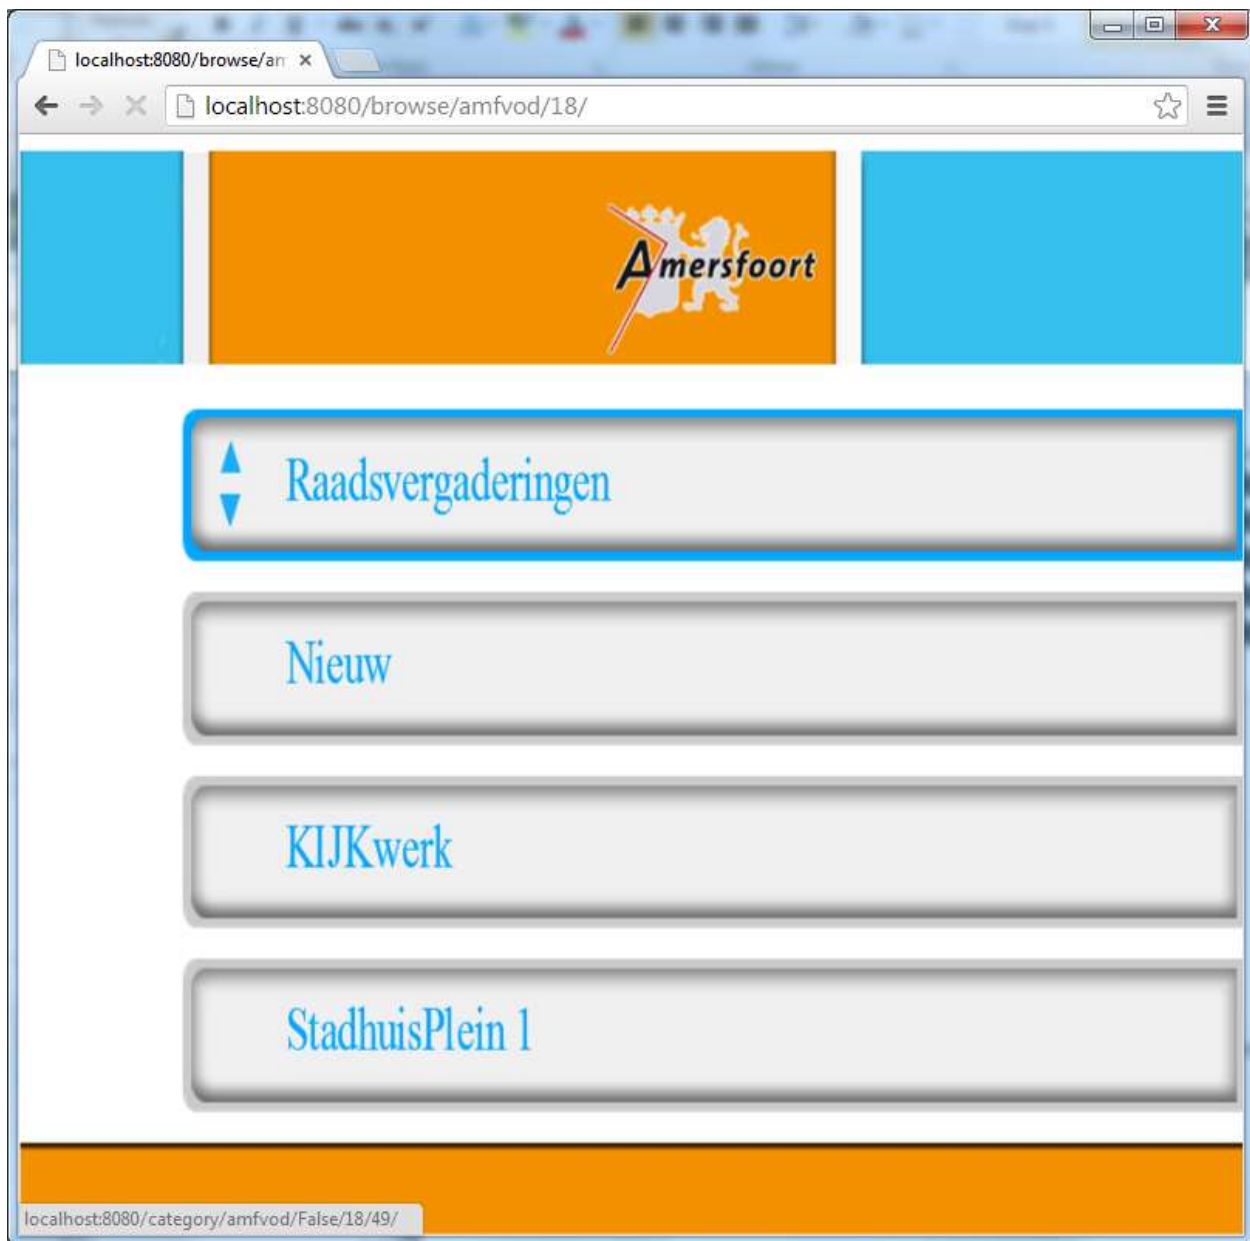 localhost:8080/browse/am
localhost:8080/browse/amfvod/18/
Amersfoort
Raadsvergaderingen
Nieuw
KIJKwerk
StadhuisPlein 1
localhost:8080/category/amfvod/False/18/49/